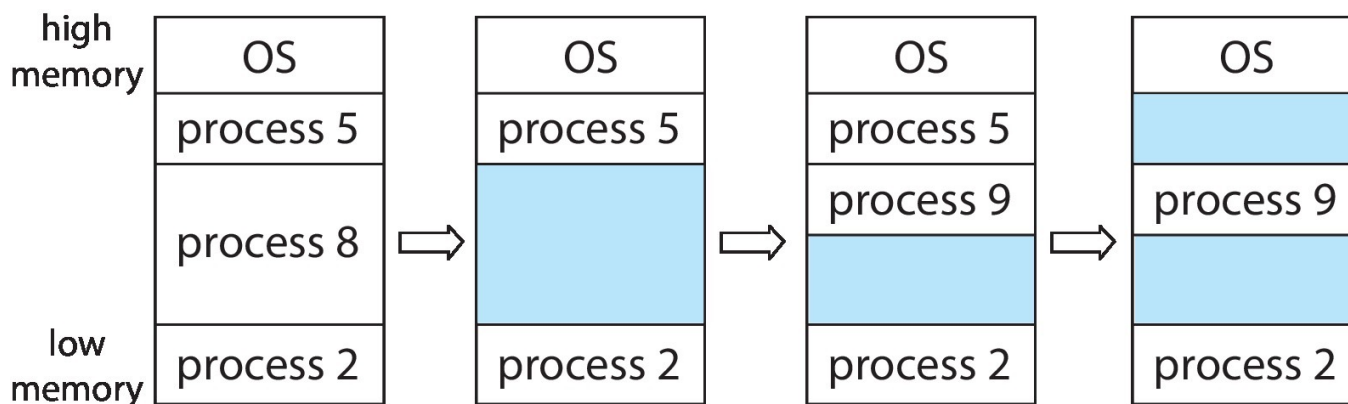 high
memory
OS
process 5
process 8
process 2
low
memory
OS
process 5
process 2
OS
process 5
process 9
process 2
OS
process 9
process 2